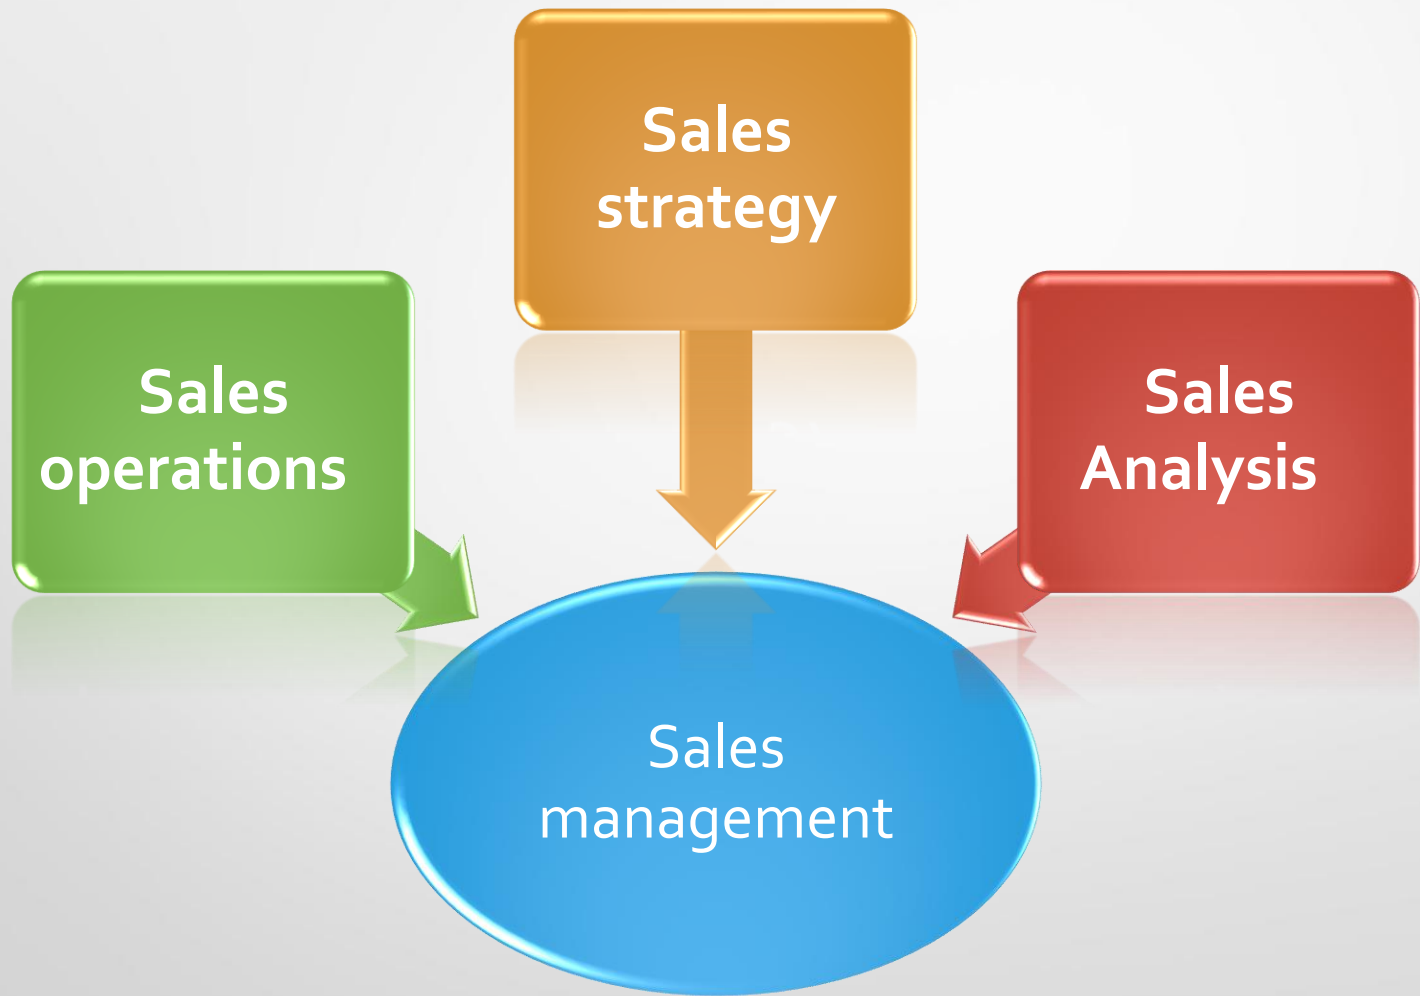 Sales
strategy
Sales
operations
Sales
Analysis
Sales
management